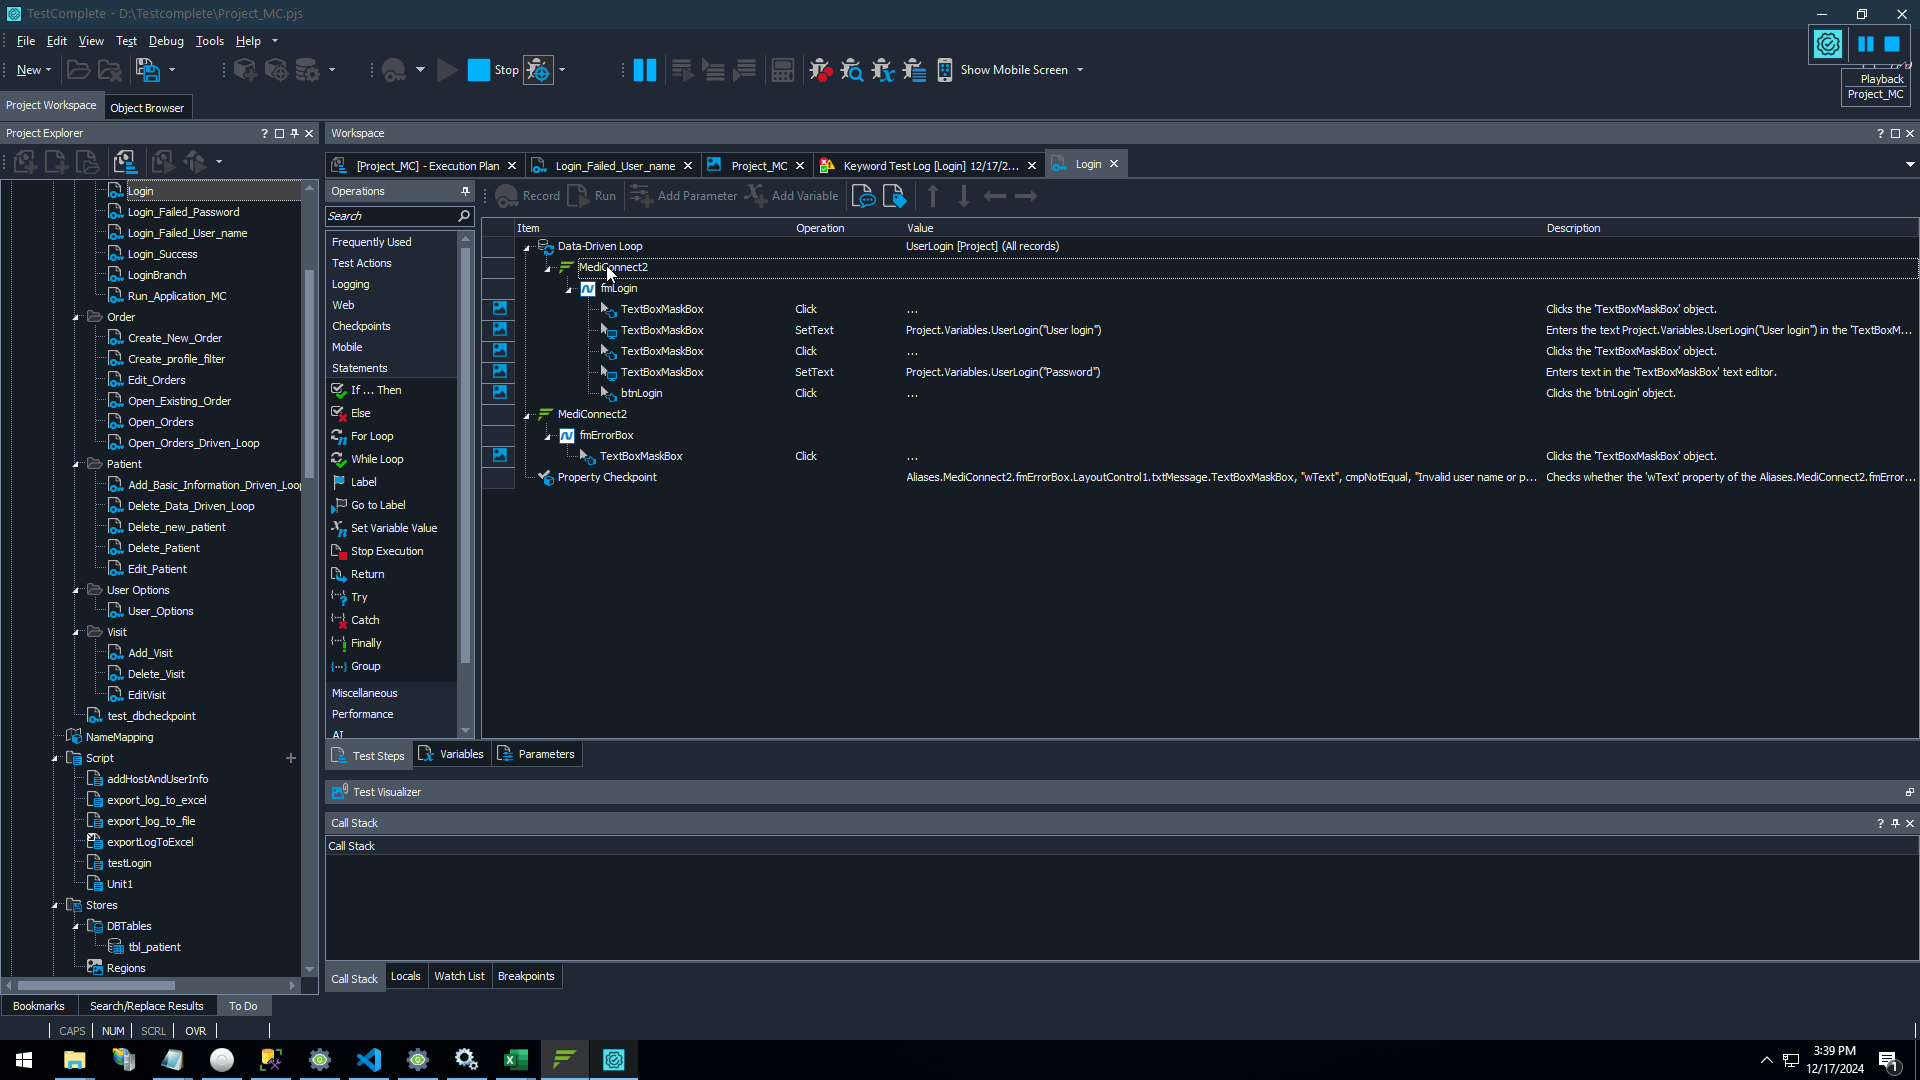 TestComplete - D:\Testcomplete\Project_MC.pjs
File Edit View Test Debug Tools Help
New Stop Show Mobile Screen
Playback
Project_MC
Project Workspace Object Browser
Project Explorer
Login
Login_Failed_Password
Login_Failed_User_name
Login_Success
LoginBranch
Run_Application_MC
Order
Create_New_Order
Create_profile_filter
Edit_Orders
Open_Existing_Order
Open_Orders
Open_Orders_Driven_Loop
Patient
Add_Basic_Information_Driven_Loop
Delete_Data_Driven_Loop
Delete_new_patient
Delete_Patient
Edit_Patient
User Options
User_Options
Visit
Add_Visit
Delete_Visit
EditVisit
test_dbcheckpoint
NameMapping
Script
addHostAndUserInfo
export_log_to_excel
export_log_to_file
exportLogToExcel
testLogin
Unit1
Stores
DBTables
tbl_patient
Regions
Bookmarks Search/Replace Results To Do
Workspace
[Project_MC] - Execution Plan Login_Failed_User_name Project_MC Keyword Test Log [Login] 12/17/2... Login
Operations
Search
Frequently Used
Test Actions
Logging
Web
Checkpoints
Mobile
Statements
If ... Then
Else
For Loop
While Loop
Label
Go to Label
Set Variable Value
Stop Execution
Return
Try
Catch
Finally
Group
Miscellaneous
Performance
AI
Record Run Add Parameter Add Variable
Item Operation Value Description
Data-Driven Loop UserLogin [Project] (All records)
MediConnect2
fmLogin
TextBoxMaskBox Click ... Clicks the 'TextBoxMaskBox' object.
TextBoxMaskBox SetText Project.Variables.UserLogin("User login") Enters the text Project.Variables.UserLogin("User login") in the 'TextBoxM...
TextBoxMaskBox Click ... Clicks the 'TextBoxMaskBox' object.
TextBoxMaskBox SetText Project.Variables.UserLogin("Password") Enters text in the 'TextBoxMaskBox' text editor.
btnLogin Click ... Clicks the 'btnLogin' object.
MediConnect2
fmErrorBox
TextBoxMaskBox Click ... Clicks the 'TextBoxMaskBox' object.
Property Checkpoint Aliases.MediConnect2.fmErrorBox.LayoutControl1.txtMessage.TextBoxMaskBox, "wText", cmpNotEqual, "Invalid user name or p... Checks whether the 'wText' property of the Aliases.MediConnect2.fmError...
Test Steps Variables Parameters
Test Visualizer
Call Stack
Call Stack
Call Stack Locals Watch List Breakpoints
CAPS NUM SCRL OVR
3:39 PM
12/17/2024
1